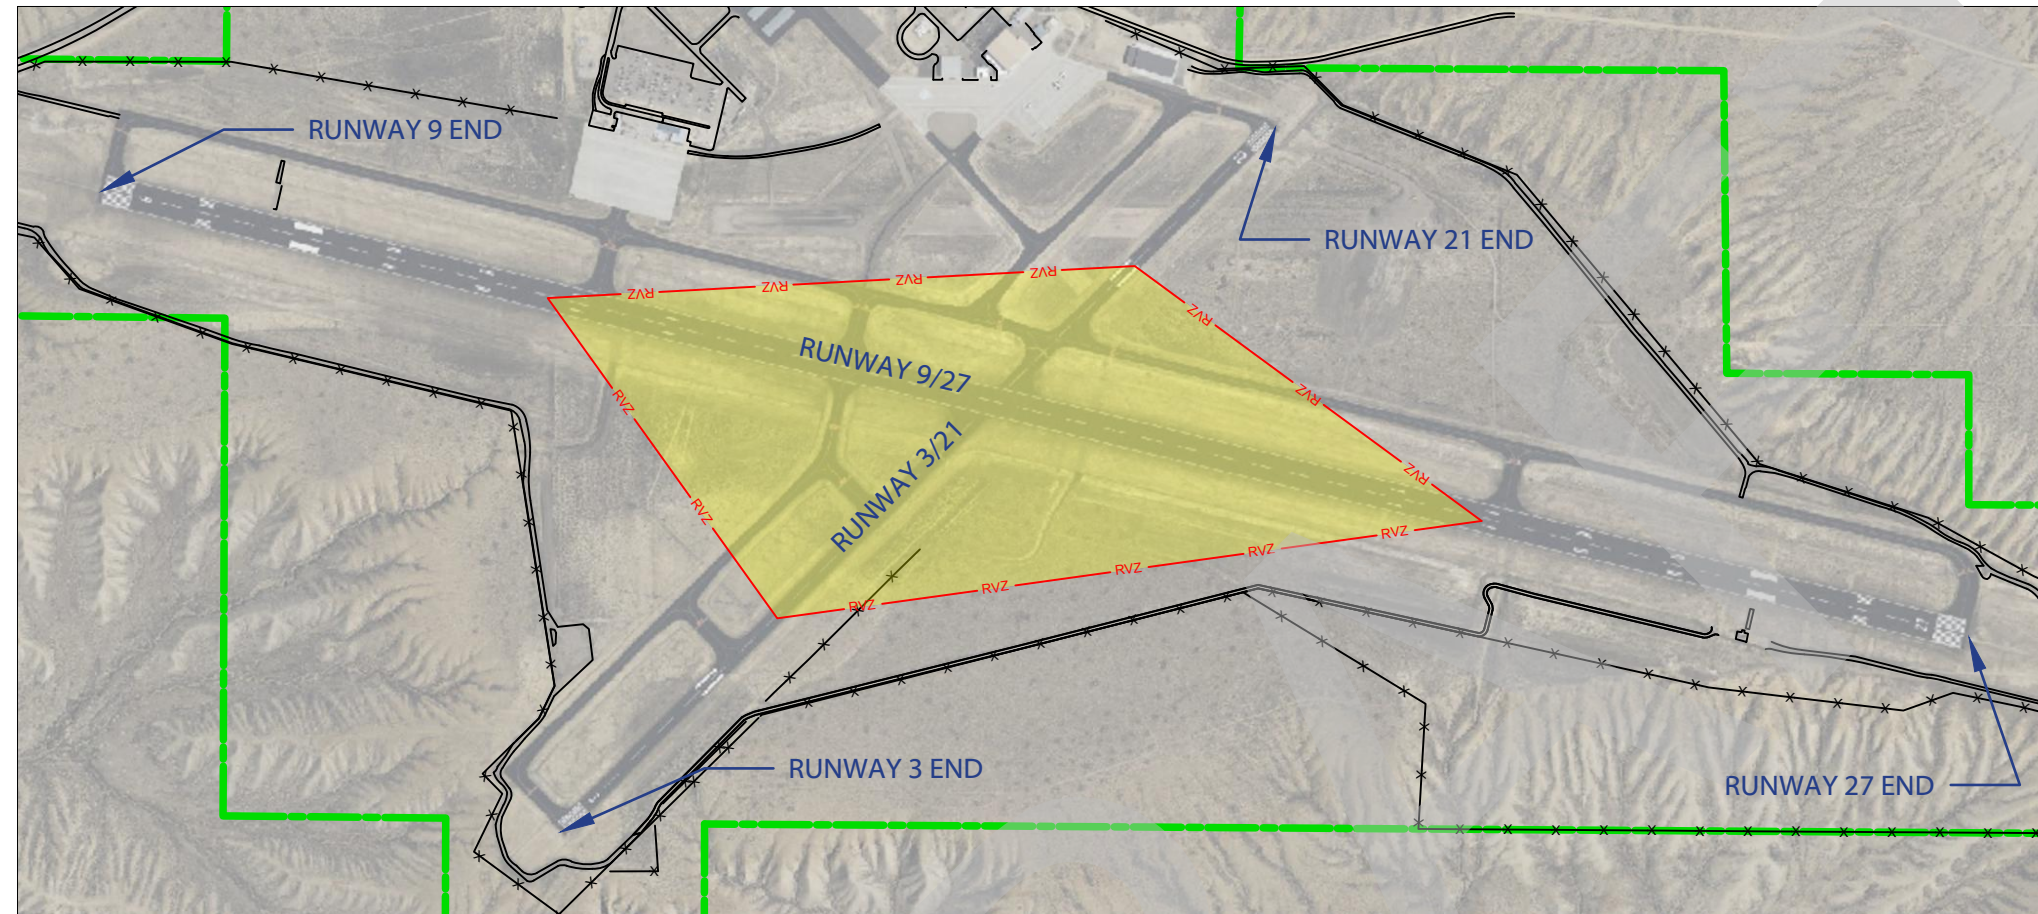 RUNWAY 9 END
RUNWAY 21 END
RVZ RVZ RVZ RVZ
RVZ
RVZ
RVZ
RVZ
RVZ
RUNWAY 9/27
RUNWAY 3/21
RVZ RVZ RVZ RVZ RVZ
RUNWAY 3 END
RUNWAY 27 END
27